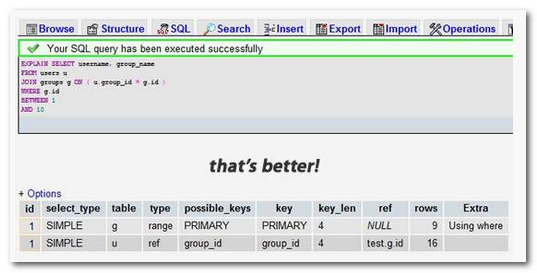 Browse Structure SQL Search Insert Export Import Operations
Your SQL query has been executed successfully
EXPLAIN SELECT username, group_name
FROM users u
JOIN groups g ON ( u.group_id = g.id )
WHERE g.id
BETWEEN 1
AND 10
that's better!
+ Options
id select_type table type possible_keys key key_len ref rows Extra
1 SIMPLE g range PRIMARY PRIMARY 4 NULL 9 Using where
1 SIMPLE u ref group_id group_id 4 test.g.id 16